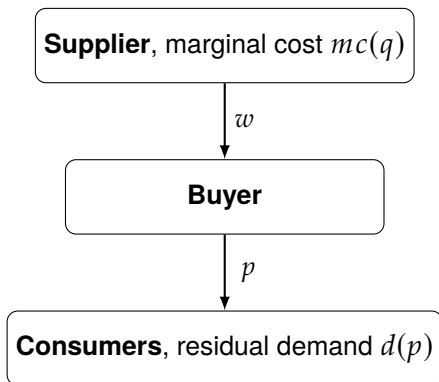 Supplier, marginal cost mc(q)
w
Buyer
p
Consumers, residual demand d(p)